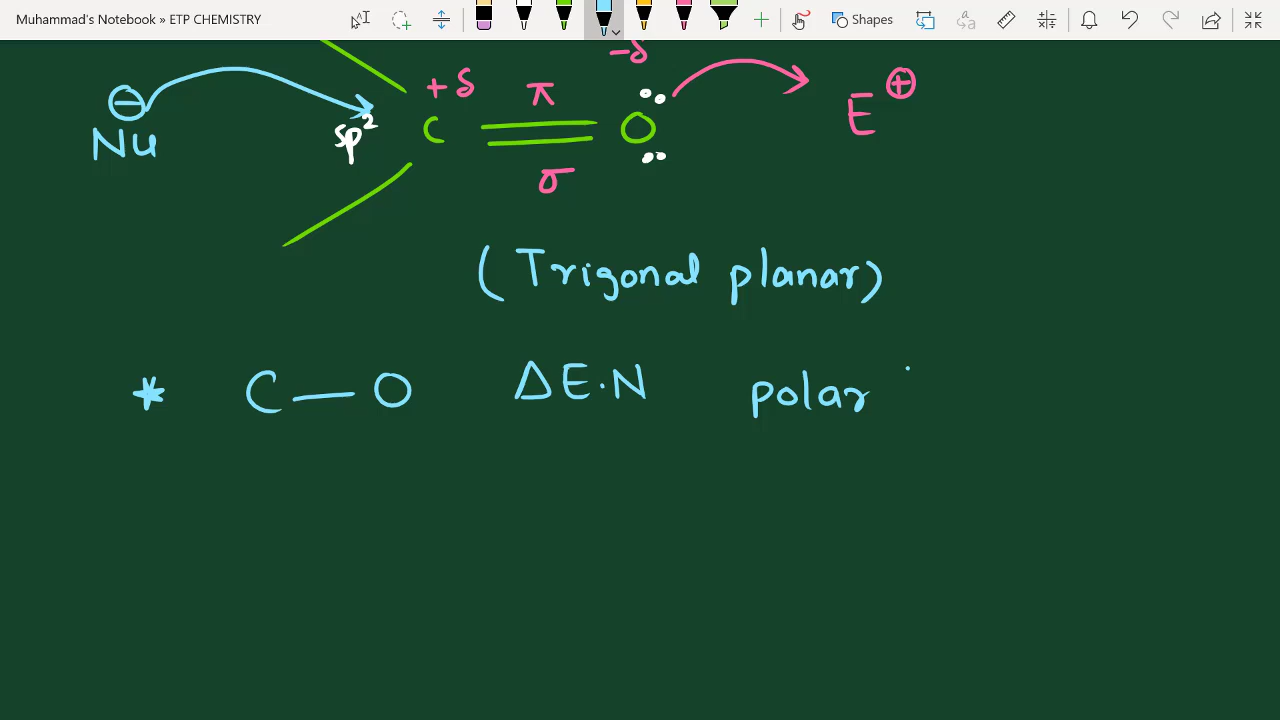 Muhammad's Notebook » ETP CHEMISTRY
Shapes
-δ
+δ π
⊖ ⊕
Nu sp² C = O E
σ
(Trigonal planar)
* C — O ΔE.N polar